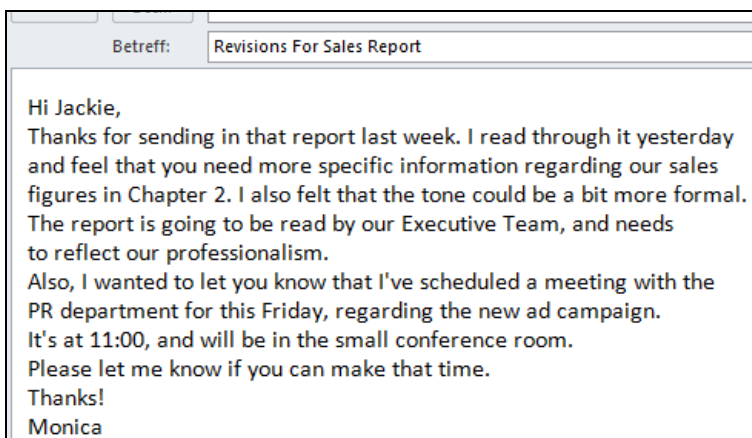 Betreff: Revisions For Sales Report
Hi Jackie,
Thanks for sending in that report last week. I read through it yesterday
and feel that you need more specific information regarding our sales
figures in Chapter 2. I also felt that the tone could be a bit more formal.
The report is going to be read by our Executive Team, and needs
to reflect our professionalism.
Also, I wanted to let you know that I've scheduled a meeting with the
PR department for this Friday, regarding the new ad campaign.
It's at 11:00, and will be in the small conference room.
Please let me know if you can make that time.
Thanks!
Monica